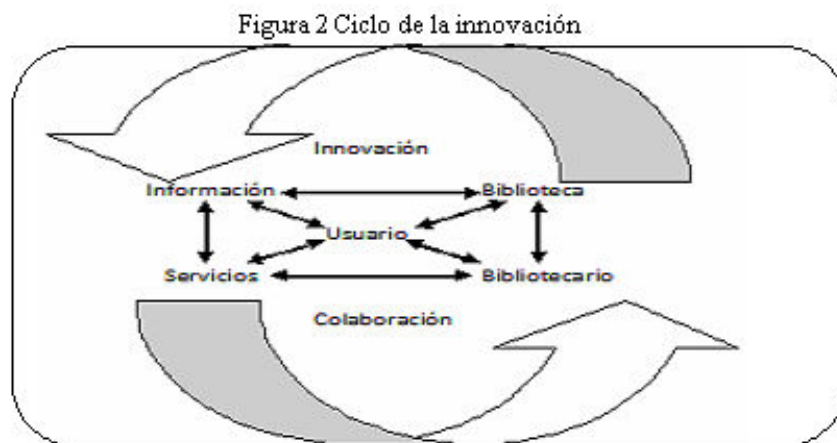 Figura 2 Ciclo de la innovación
Innovación
Información Biblioteca
Usuario
Servicios Bibliotecario
Colaboración